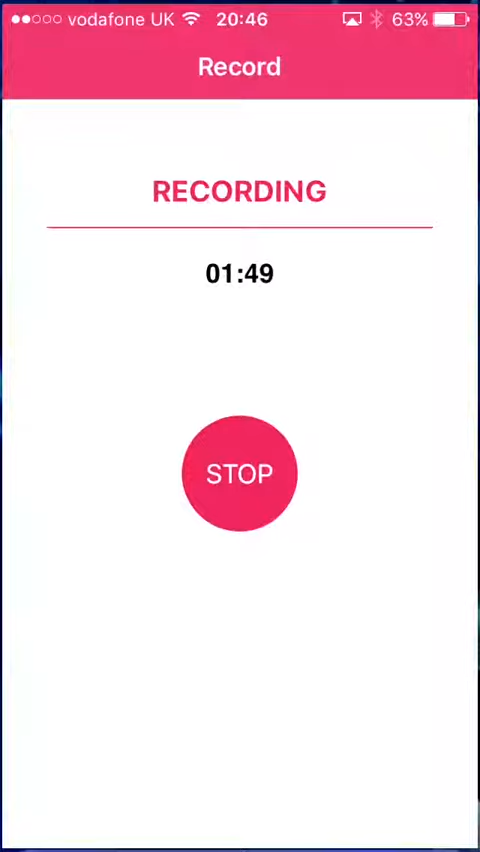 vodafone UK 20:46 63%
Record
RECORDING
01:49
STOP